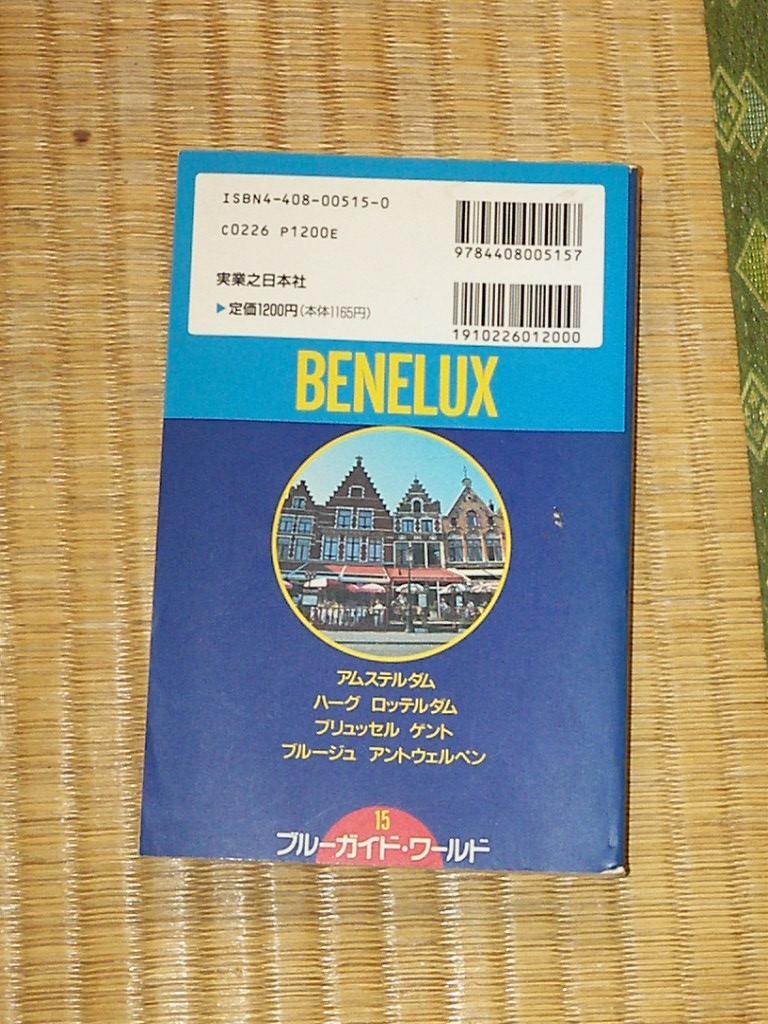 ISBN4-408-00515-0
C0226 P1200E
9784408005157
実業之日本社
▶定価1200円(本体1165円)
1910226012000
BENELUX
アムステルダム
ハーグ ロッテルダム
ブリュッセル ゲント
ブルージュ アントウェルペン
15
ブルーガイド・ワールド